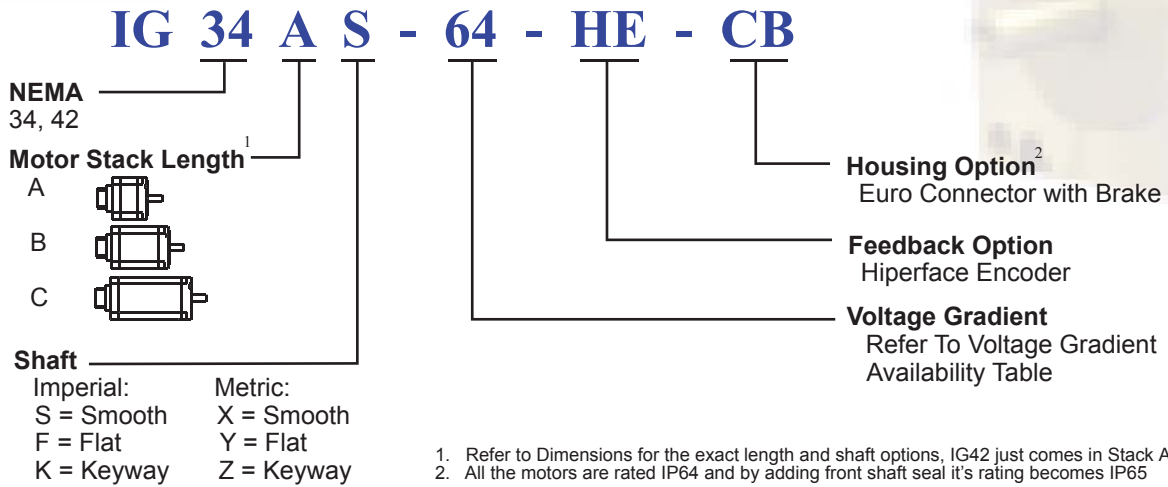 IG 34 A S - 64 - HE - CB
NEMA
34, 42
Motor Stack Length1
A
B
C
Shaft
Imperial: Metric:
S = Smooth X = Smooth
F = Flat Y = Flat
K = Keyway Z = Keyway
Housing Option2
Euro Connector with Brake
Feedback Option
Hiperface Encoder
Voltage Gradient
Refer To Voltage Gradient
Availability Table
1. Refer to Dimensions for the exact length and shaft options, IG42 just comes in Stack A
2. All the motors are rated IP64 and by adding front shaft seal it's rating becomes IP65